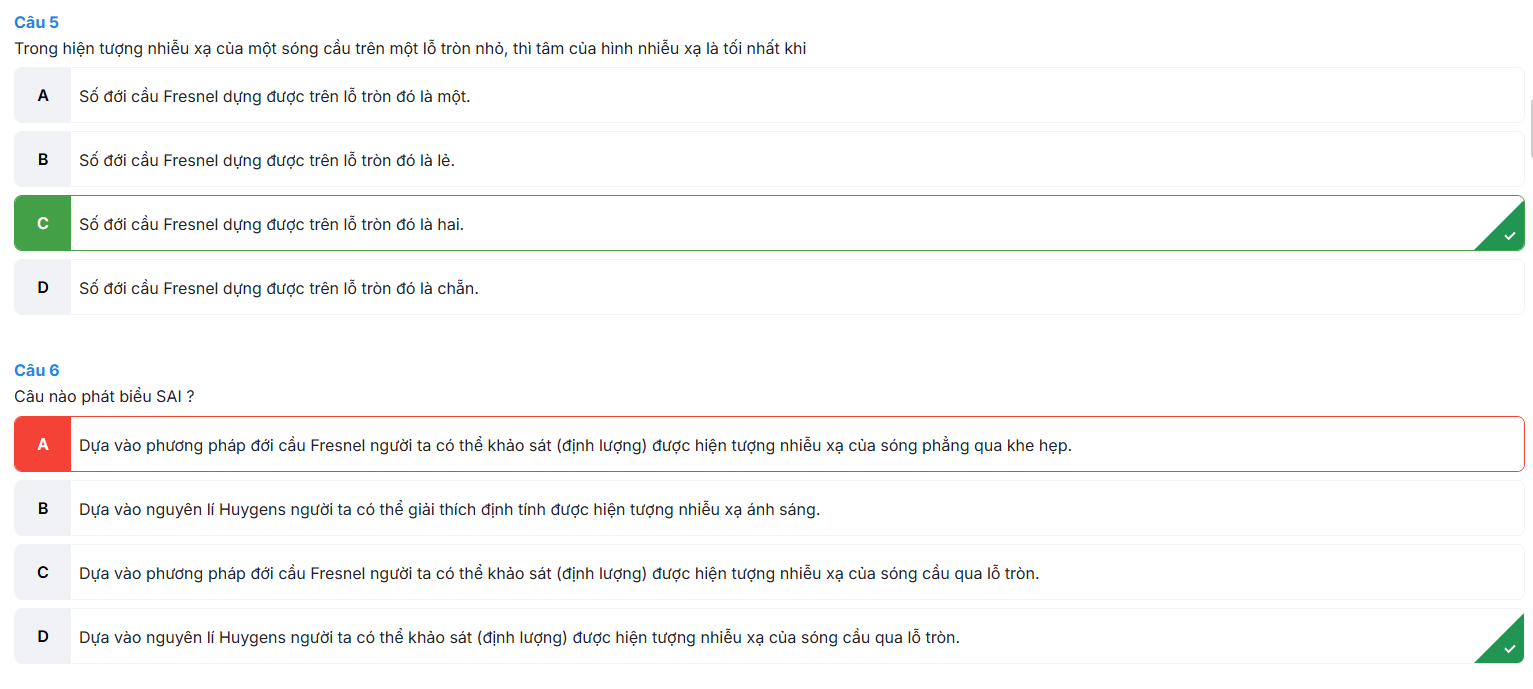 Câu 5
Trong hiện tượng nhiễu xạ của một sóng cầu trên một lỗ tròn nhỏ, thì tâm của hình nhiễu xạ là tối nhất khi
A Số đới cầu Fresnel dựng được trên lỗ tròn đó là một.
B Số đới cầu Fresnel dựng được trên lỗ tròn đó là lẻ.
C Số đới cầu Fresnel dựng được trên lỗ tròn đó là hai.
D Số đới cầu Fresnel dựng được trên lỗ tròn đó là chẵn.
Câu 6
Câu nào phát biểu SAI ?
A Dựa vào phương pháp đới cầu Fresnel người ta có thể khảo sát (định lượng) được hiện tượng nhiễu xạ của sóng phẳng qua khe hẹp.
B Dựa vào nguyên lí Huygens người ta có thể giải thích định tính được hiện tượng nhiễu xạ ánh sáng.
C Dựa vào phương pháp đới cầu Fresnel người ta có thể khảo sát (định lượng) được hiện tượng nhiễu xạ của sóng cầu qua lỗ tròn.
D Dựa vào nguyên lí Huygens người ta có thể khảo sát (định lượng) được hiện tượng nhiễu xạ của sóng cầu qua lỗ tròn.